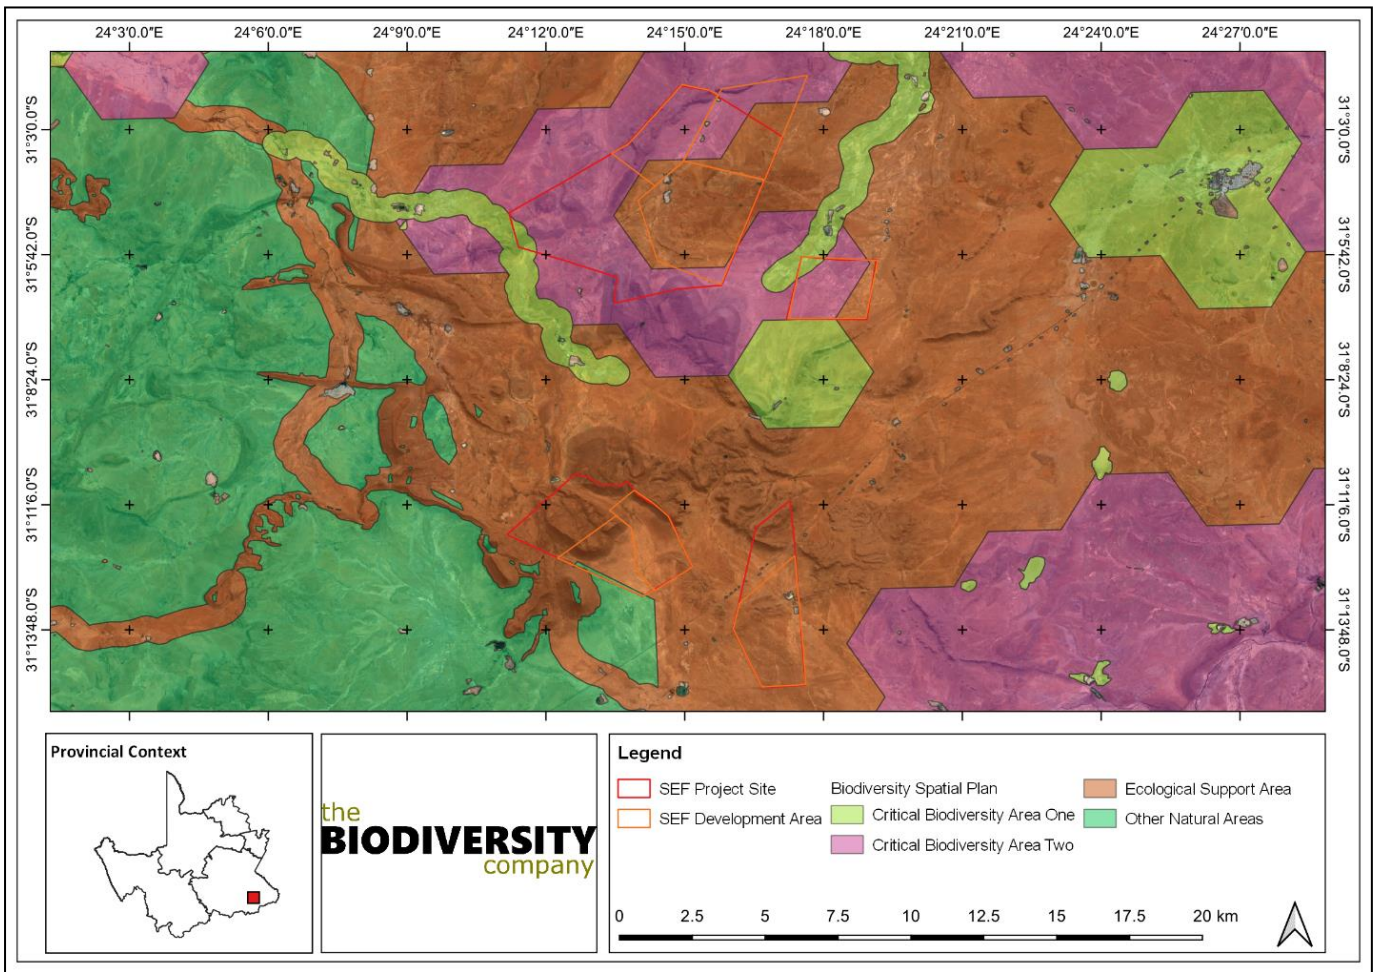 24°3'0.0"E 24°6'0.0"E 24°9'0.0"E 24°12'0.0"E 24°15'0.0"E 24°18'0.0"E 24°21'0.0"E 24°24'0.0"E 24°27'0.0"E
31°3'0.0"S 31°3'0.0"S
31°5'42.0"S 31°5'42.0"S
31°8'24.0"S 31°8'24.0"S
31°11'6.0"S 31°11'6.0"S
31°13'48.0"S 31°13'48.0"S
Provincial Context
the
BIODIVERSITY
company
Legend
SEF Project Site
SEF Development Area
Biodiversity Spatial Plan
Critical Biodiversity Area One
Critical Biodiversity Area Two
Ecological Support Area
Other Natural Areas
0 2.5 5 7.5 10 12.5 15 17.5 20 km